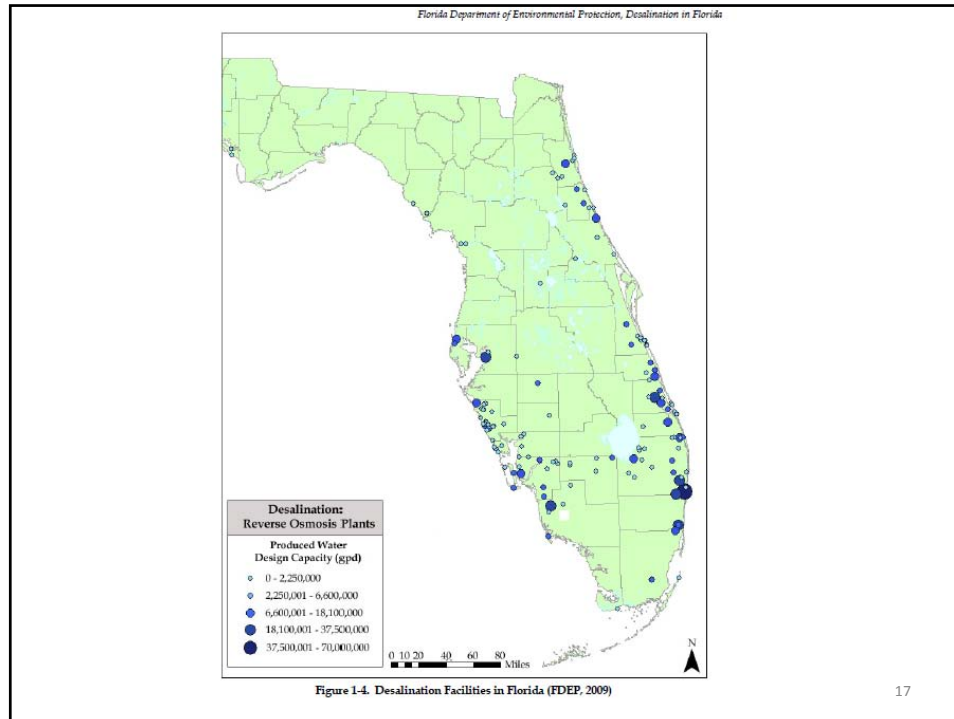 Florida Department of Environmental Protection, Desalination in Florida
Desalination:
Reverse Osmosis Plants
Produced Water
Design Capacity (gpd)
0 - 2,250,000
2,250,001 - 6,600,000
6,600,001 - 18,100,000
18,100,001 - 37,500,000
37,500,001 - 70,000,000
0 10 20 40 60 80
Miles
N
Figure 1-4. Desalination Facilities in Florida (FDEP, 2009)
17